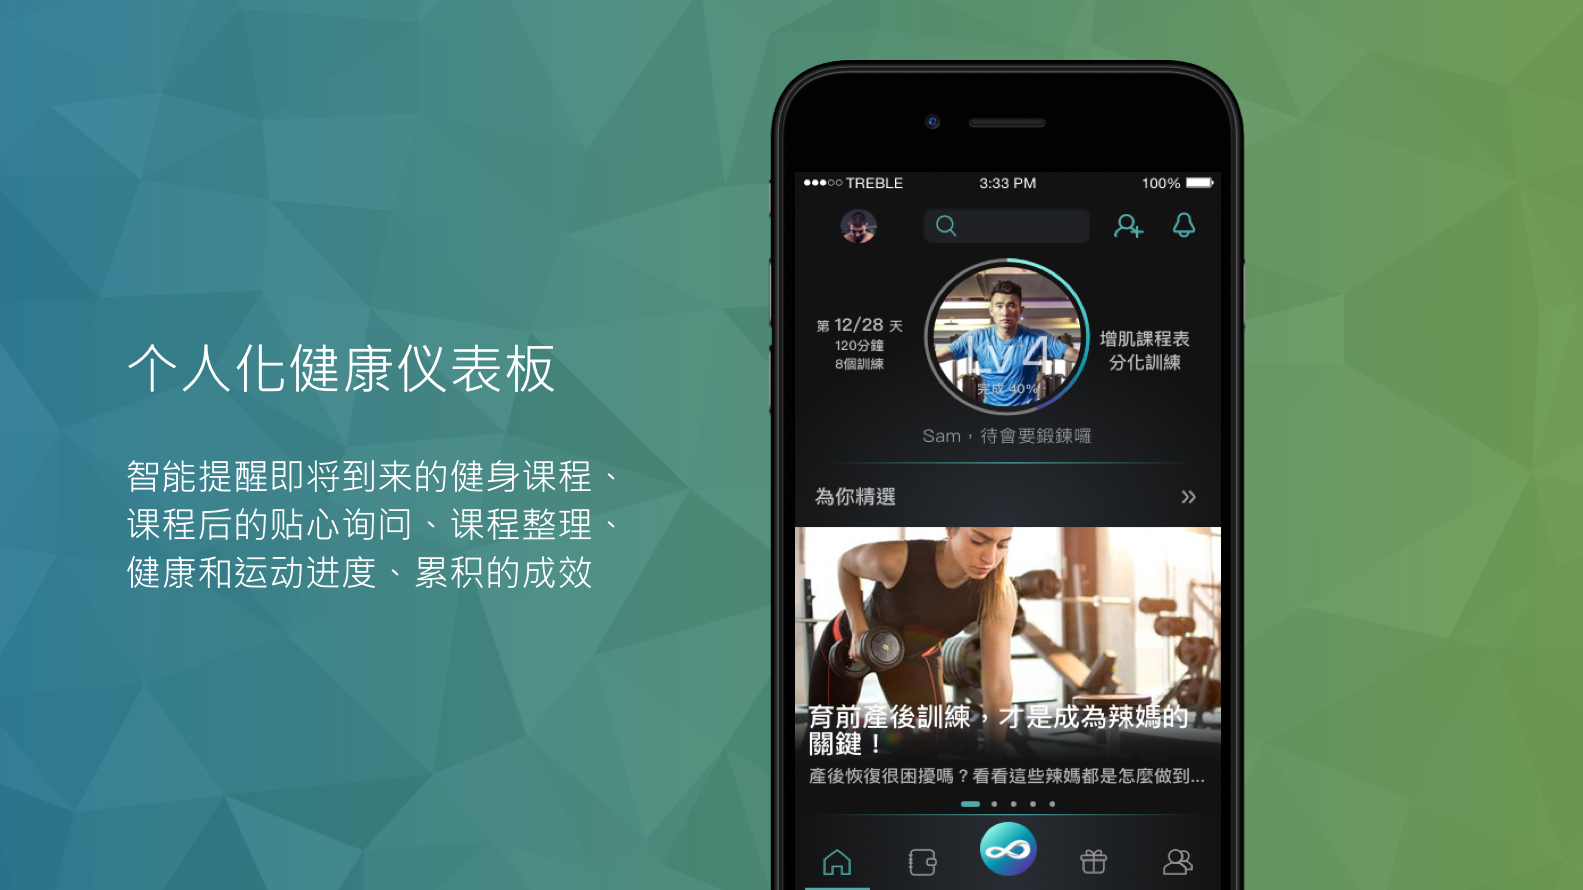 个人化健康仪表板
智能提醒即将到来的健身课程、
课程后的贴心询问、课程整理、
健康和运动进度、累积的成效
TREBLE 3:33 PM 100%
第 12/28 天
120分鐘
8個訓練
Lv4
完成 40%
增肌課程表
分化訓練
Sam，待會要鍛鍊囉
為你精選 »
育前產後訓練，才是成為辣媽的
關鍵！
產後恢復很困擾嗎？看看這些辣媽都是怎麼做到...